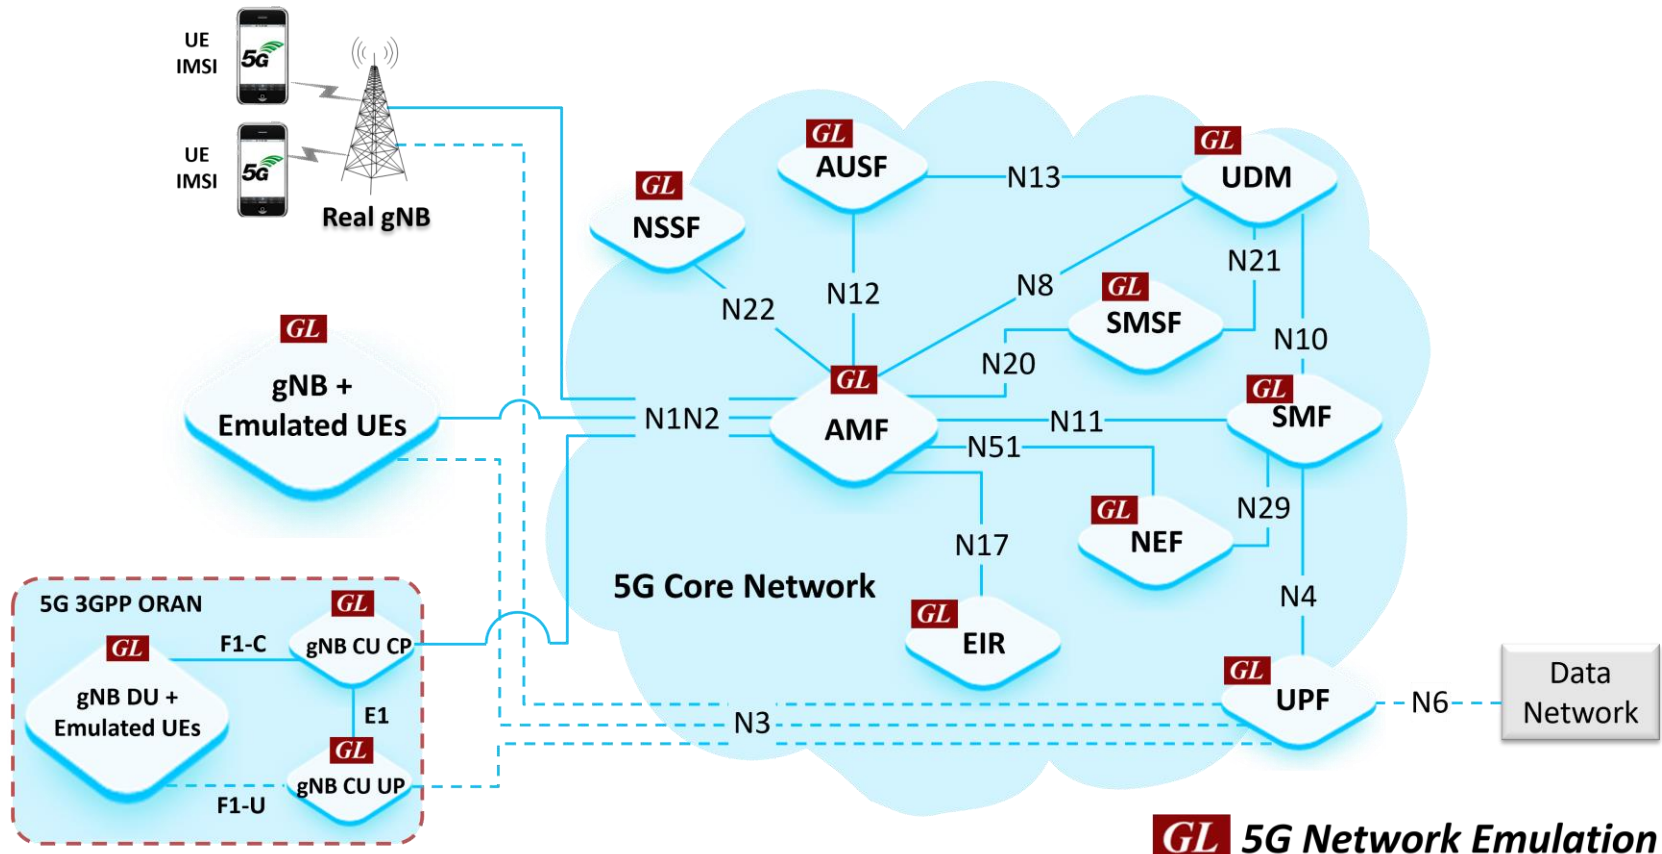 UE
IMSI
5G
UE
IMSI
5G
Real gNB
GL
gNB +
Emulated UEs
5G 3GPP ORAN
GL
gNB CU CP
F1-C
GL
gNB DU +
Emulated UEs
E1
GL
gNB CU UP
F1-U
GL
NSSF
GL
AUSF
N13
GL
UDM
N22
N12
N8
N21
GL
SMSF
N20
N10
N1N2
GL
AMF
N11
GL
SMF
N51
N29
GL
NEF
N17
N4
5G Core Network
GL
EIR
N3
GL
UPF
N6
Data
Network
GL 5G Network Emulation